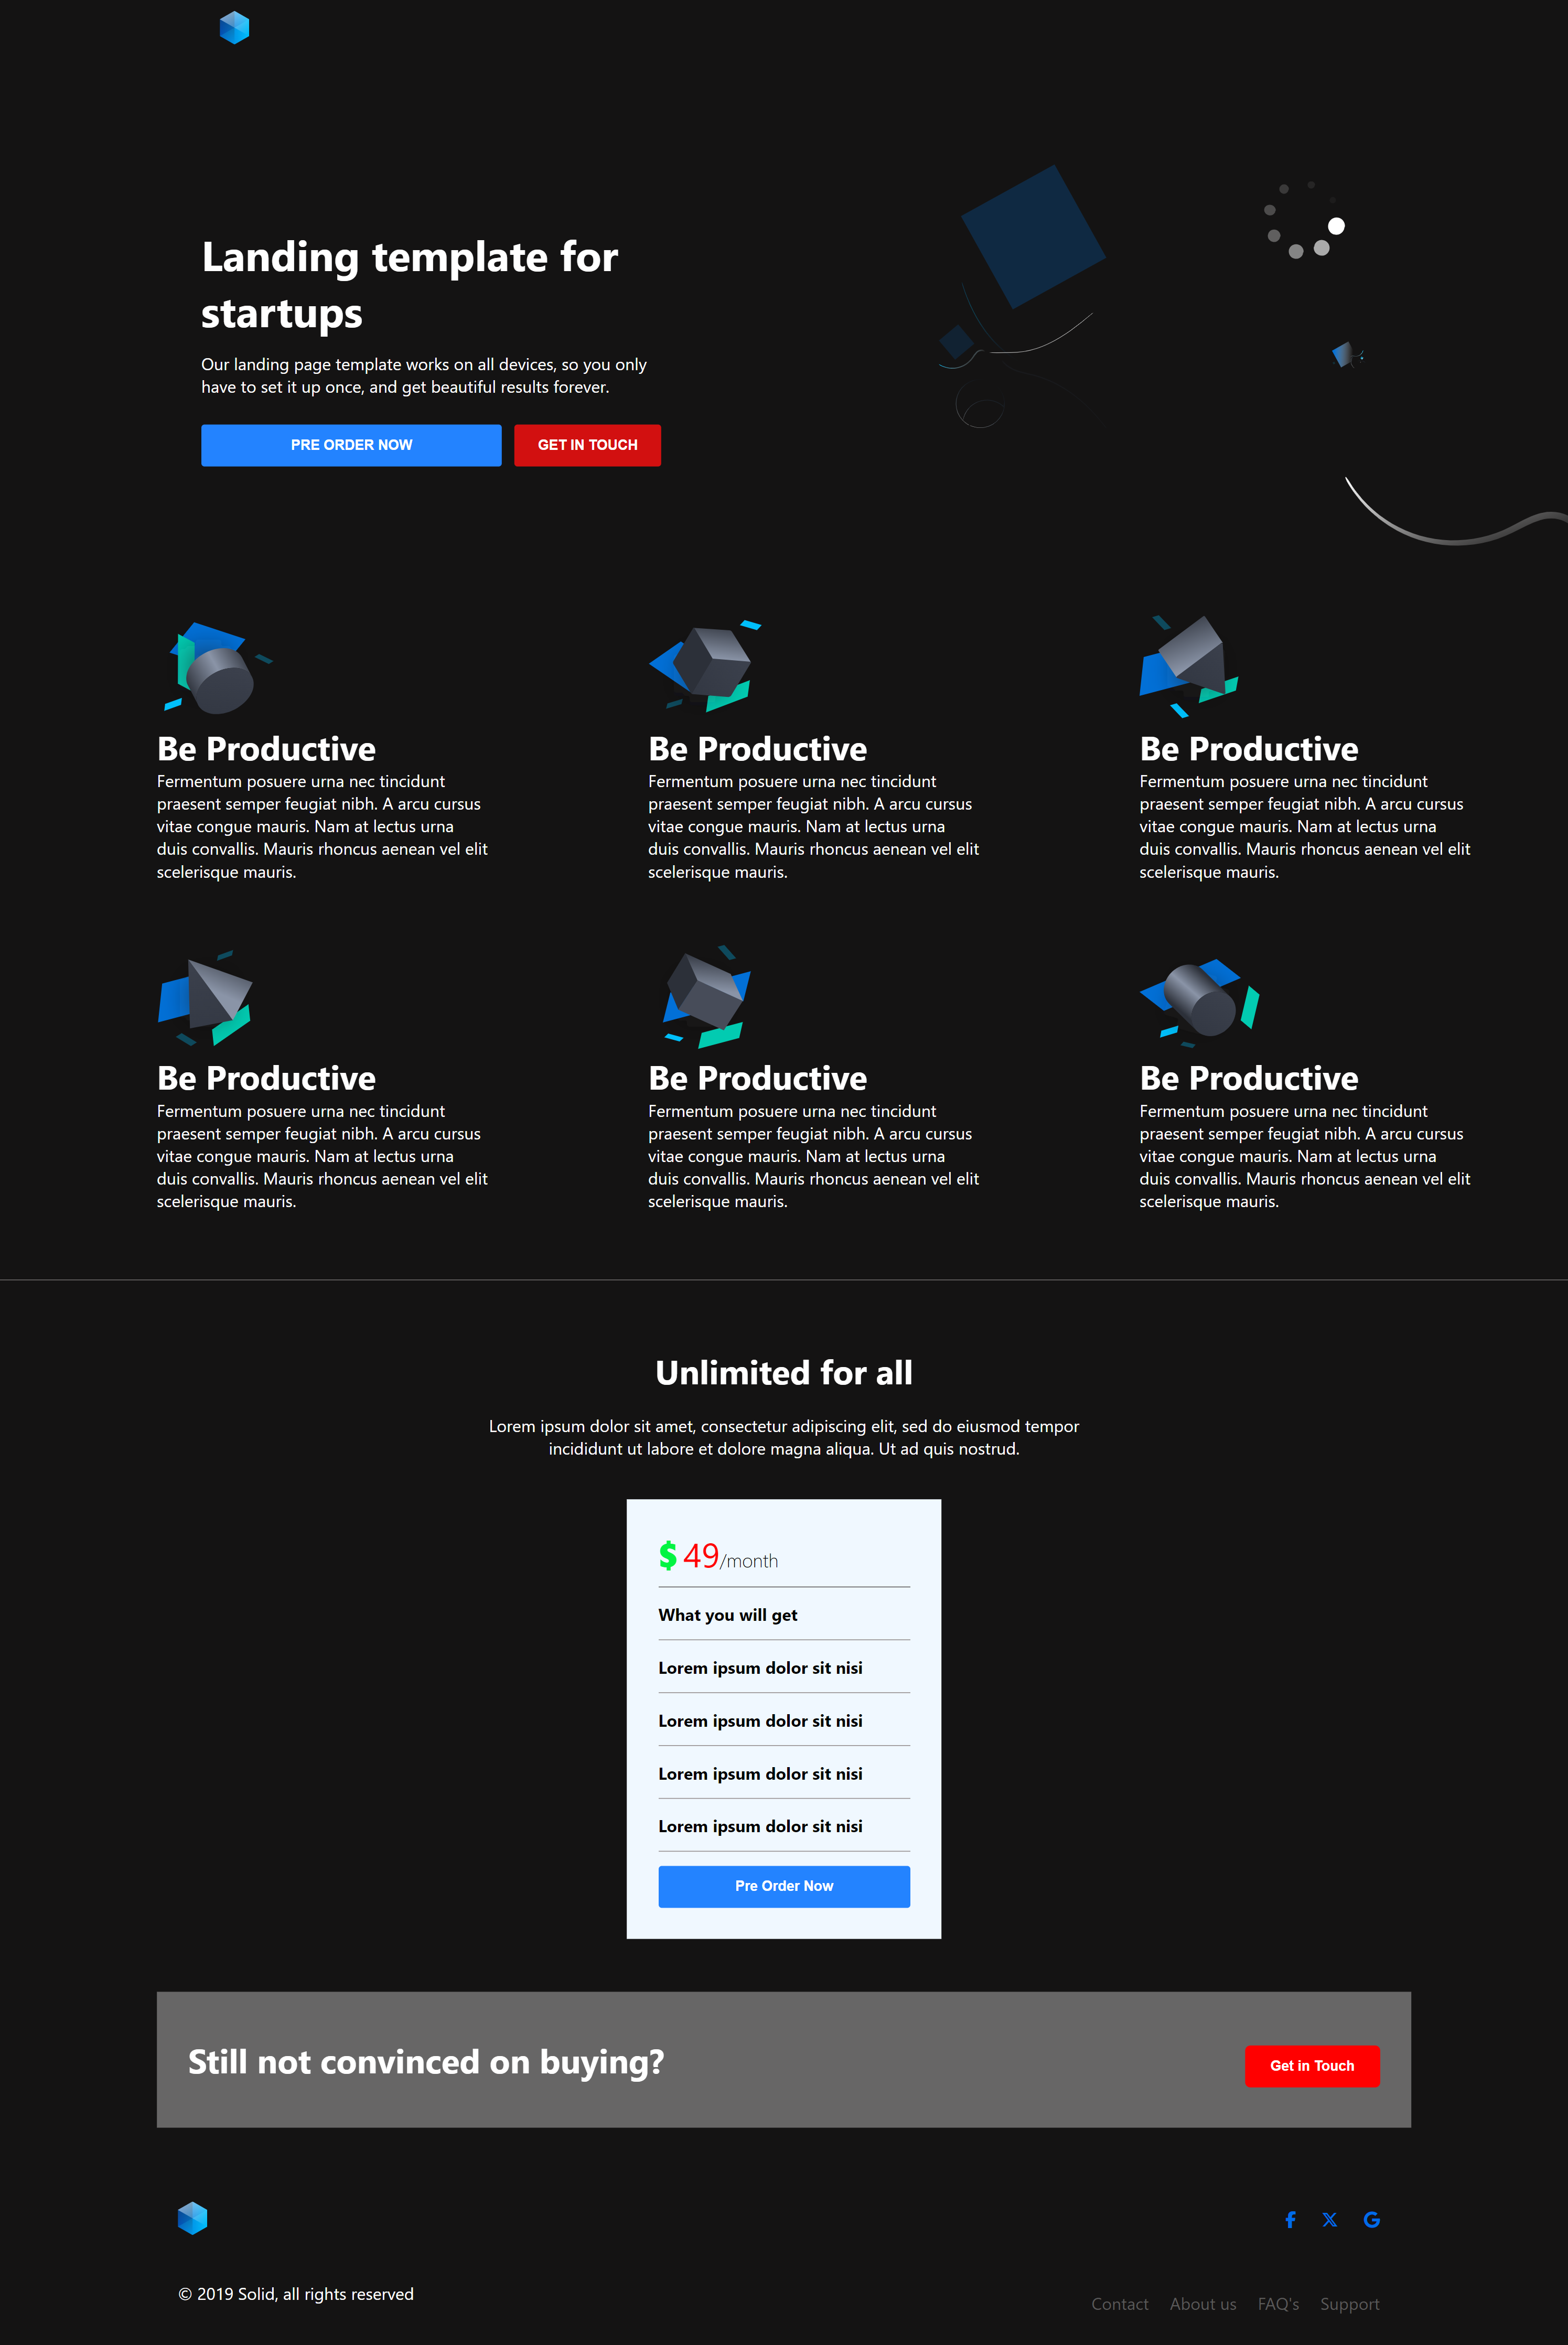 Landing template for
startups
Our landing page template works on all devices, so you only
have to set it up once, and get beautiful results forever.
PRE ORDER NOW
GET IN TOUCH
Be Productive
Fermentum posuere urna nec tincidunt
praesent semper feugiat nibh. A arcu cursus
vitae congue mauris. Nam at lectus urna
duis convallis. Mauris rhoncus aenean vel elit
scelerisque mauris.
Be Productive
Fermentum posuere urna nec tincidunt
praesent semper feugiat nibh. A arcu cursus
vitae congue mauris. Nam at lectus urna
duis convallis. Mauris rhoncus aenean vel elit
scelerisque mauris.
Be Productive
Fermentum posuere urna nec tincidunt
praesent semper feugiat nibh. A arcu cursus
vitae congue mauris. Nam at lectus urna
duis convallis. Mauris rhoncus aenean vel elit
scelerisque mauris.
Be Productive
Fermentum posuere urna nec tincidunt
praesent semper feugiat nibh. A arcu cursus
vitae congue mauris. Nam at lectus urna
duis convallis. Mauris rhoncus aenean vel elit
scelerisque mauris.
Be Productive
Fermentum posuere urna nec tincidunt
praesent semper feugiat nibh. A arcu cursus
vitae congue mauris. Nam at lectus urna
duis convallis. Mauris rhoncus aenean vel elit
scelerisque mauris.
Be Productive
Fermentum posuere urna nec tincidunt
praesent semper feugiat nibh. A arcu cursus
vitae congue mauris. Nam at lectus urna
duis convallis. Mauris rhoncus aenean vel elit
scelerisque mauris.
Unlimited for all
Lorem ipsum dolor sit amet, consectetur adipiscing elit, sed do eiusmod tempor
incididunt ut labore et dolore magna aliqua. Ut ad quis nostrud.
$ 49/month
What you will get
Lorem ipsum dolor sit nisi
Lorem ipsum dolor sit nisi
Lorem ipsum dolor sit nisi
Lorem ipsum dolor sit nisi
Pre Order Now
Still not convinced on buying?
Get in Touch
© 2019 Solid, all rights reserved
Contact About us FAQ's Support